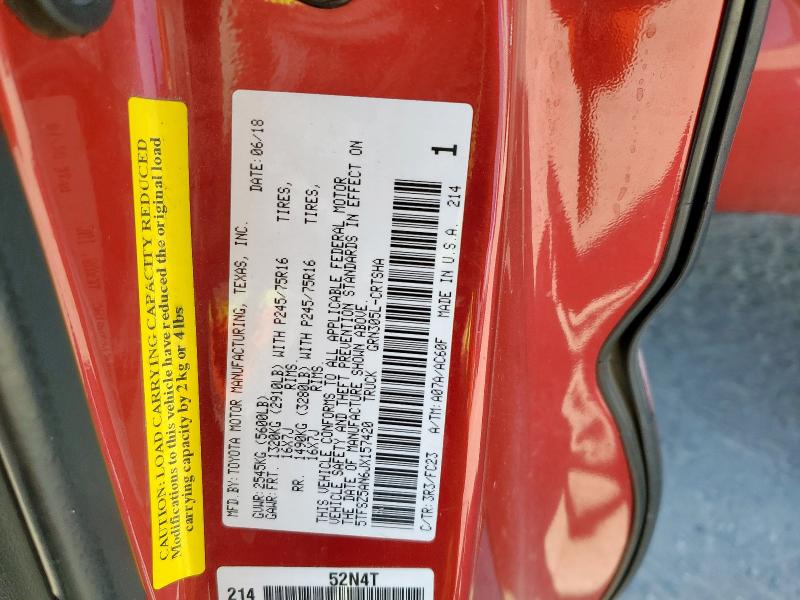 CAUTION: LOAD CARRYING CAPACITY REDUCED
Modifications to this vehicle have reduced the original load
carrying capacity by 2 kg or 4 lbs
MFD BY: TOYOTA MOTOR MANUFACTURING, TEXAS, INC. DATE: 06/18
GVWR: 2545KG (5600LB)
GAWR: FRT. 1320KG (2910LB) WITH P245/75R16 TIRES,
16X7J RIMS,
RR. 1490KG (3280LB) WITH P245/75R16 TIRES,
16X7J RIMS
THIS VEHICLE CONFORMS TO ALL APPLICABLE FEDERAL MOTOR
VEHICLE SAFETY AND THEFT PREVENTION STANDARDS IN EFFECT ON
THE DATE OF MANUFACTURE SHOWN ABOVE.
5TFSZ5AN6JX157420 TRUCK GRN305L-CRTSHA
1
C/TR: 3R3/FC23 A/TM: A07A/AC60F MADE IN U.S.A. 214
52N4T
214